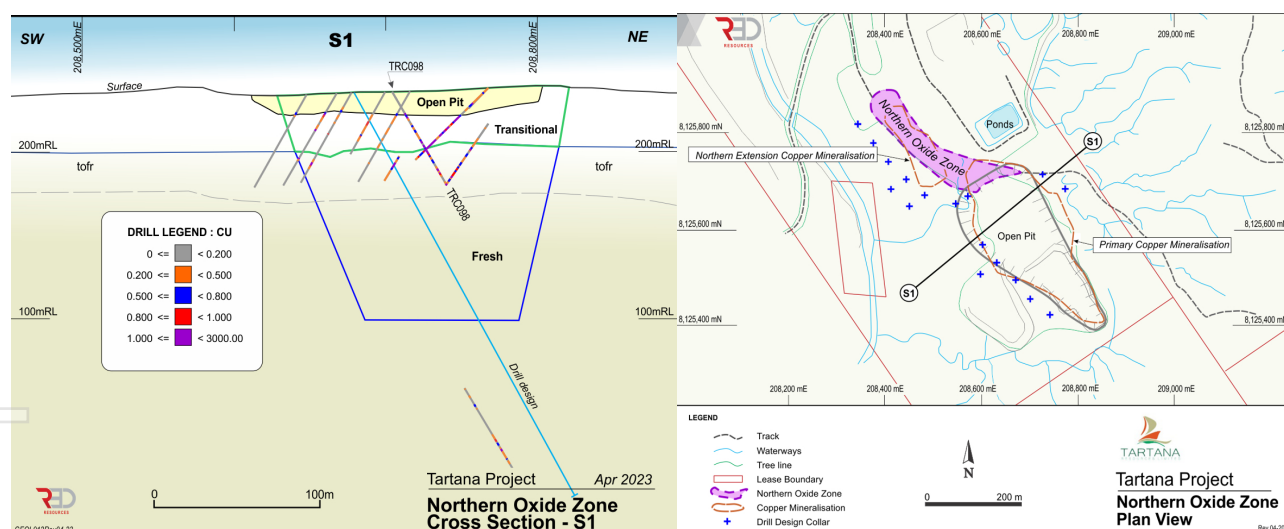 SW
208,500mE
S1
208,800mE
NE
TRC098
Surface
Open Pit
Transitional
200mRL
200mRL
tofr
tofr
TRC098
DRILL LEGEND : CU
0 <= < 0.200
0.200 <= < 0.500
0.500 <= < 0.800
0.800 <= < 1.000
1.000 <= < 3000.00
Fresh
100mRL
100mRL
Drill design
RED
RESOURCES
0 100m
Tartana Project Apr 2023
Northern Oxide Zone
Cross Section - S1
RED
RESOURCES
208,400 mE
208,600 mE
208,800 mE
209,000 mE
8,125,800 mN
8,125,800 mN
Northern Oxide Zone
Ponds
S1
Northern Extension Copper Mineralisation
8,125,600 mN
8,125,600 mN
Open Pit
Primary Copper Mineralisation
S1
8,125,400 mN
8,125,400 mN
208,200 mE
208,400 mE
208,600 mE
208,800 mE
209,000 mE
LEGEND
Track
Waterways
Tree line
Lease Boundary
Northern Oxide Zone
Copper Mineralisation
Drill Design Collar
N
0 200 m
TARTANA
Tartana Project
Northern Oxide Zone
Plan View